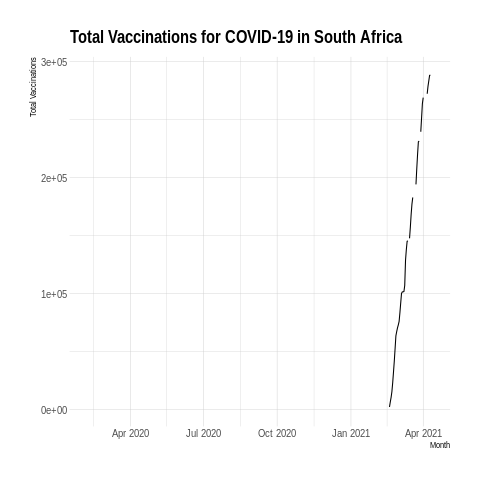 Total Vaccinations for COVID-19 in South Africa
Total Vaccinations
3e+05
2e+05
1e+05
0e+00
Apr 2020 Jul 2020 Oct 2020 Jan 2021 Apr 2021
Month